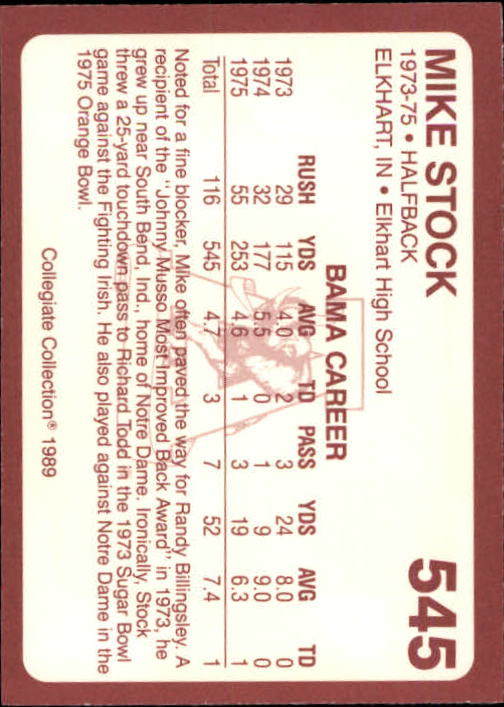 MIKE STOCK 545
1973-75 • HALFBACK
ELKHART, IN • Elkhart High School
BAMA CAREER
RUSH YDS AVG TD PASS YDS AVG TD
1973 29 115 4.0 2 3 24 8.0 0
1974 32 177 5.5 0 1 9 9.0 0
1975 55 253 4.6 1 3 19 6.3 1
Total 116 545 4.7 3 7 52 7.4 1
Noted for a fine blocker, Mike often paved the way for Randy Billingsley. A
recipient of the "Johnny Musso Most Improved Back Award" in 1973, he
grew up near South Bend, Ind., home of Notre Dame. Ironically, Stock
threw a 25-yard touchdown pass to Richard Todd in the 1973 Sugar Bowl
game against the Fighting Irish. He also played against Notre Dame in the
1975 Orange Bowl.
Collegiate Collection® 1989